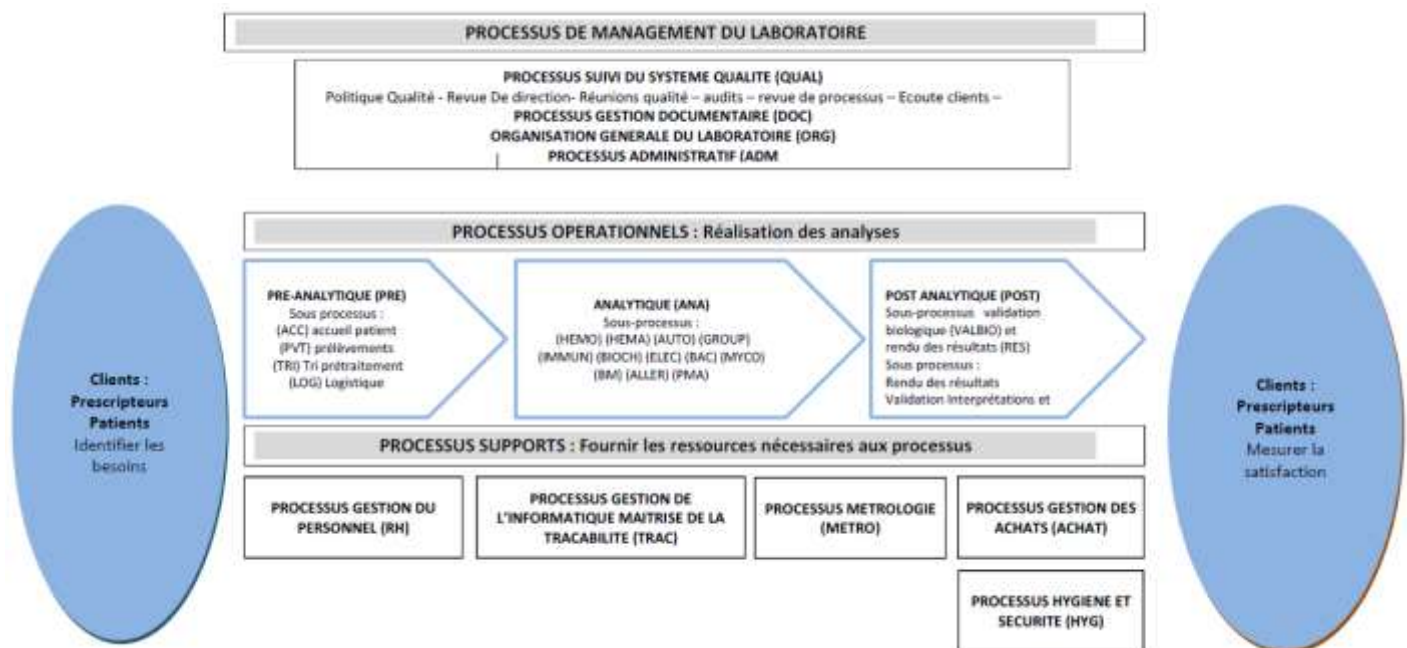 PROCESSUS DE MANAGEMENT DU LABORATOIRE
PROCESSUS SUIVI DU SYSTEME QUALITE (QUAL)
Politique Qualité - Revue De direction- Réunions qualité – audits – revue de processus – Ecoute clients –
PROCESSUS GESTION DOCUMENTAIRE (DOC)
ORGANISATION GENERALE DU LABORATOIRE (ORG)
PROCESSUS ADMINISTRATIF (ADM
Clients :
Prescripteurs
Patients
Identifier les
besoins
PROCESSUS OPERATIONNELS : Réalisation des analyses
PRE-ANALYTIQUE (PRE)
Sous processus :
(ACC) accueil patient
(PVT) prélèvements
(TRI) Tri prétraitement
(LOG) Logistique
ANALYTIQUE (ANA)
Sous-processus :
(HEMO) (HEMA) (AUTO) (GROUP)
(IMMUN) (BIOCH) (ELEC) (BAC) (MYCO)
(BM) (ALLER) (PMA)
POST ANALYTIQUE (POST)
Sous-processus validation
biologique (VALBIO) et
rendu des résultats (RES)
Sous processus :
Rendu des résultats
Validation Interprétations et
PROCESSUS SUPPORTS : Fournir les ressources nécessaires aux processus
PROCESSUS GESTION DU
PERSONNEL (RH)
PROCESSUS GESTION DE
L'INFORMATIQUE MAITRISE DE LA
TRACABILITE (TRAC)
PROCESSUS METROLOGIE
(METRO)
PROCESSUS GESTION DES
ACHATS (ACHAT)
PROCESSUS HYGIENE ET
SECURITE (HYG)
Clients :
Prescripteurs
Patients
Mesurer la
satisfaction